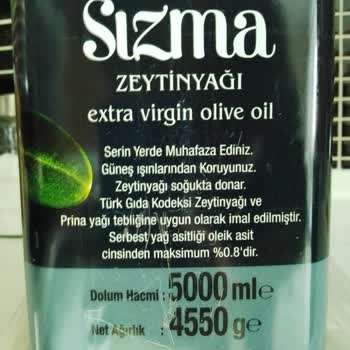 Sızma
ZEYTİNYAĞI
extra virgin olive oil
Serin Yerde Muhafaza Ediniz.
Güneş ışınlarından Koruyunuz.
Zeytinyağı soğukta donar.
Türk Gıda Kodeksi Zeytinyağı ve
Prina yağı tebliğine uygun olarak imal edilmiştir.
Serbest yağ asitliği oleik asit
cinsinden maksimum %0.8'dir.
Dolum Hacmi : 5000 ml℮
Net Ağırlık : 4550 g℮